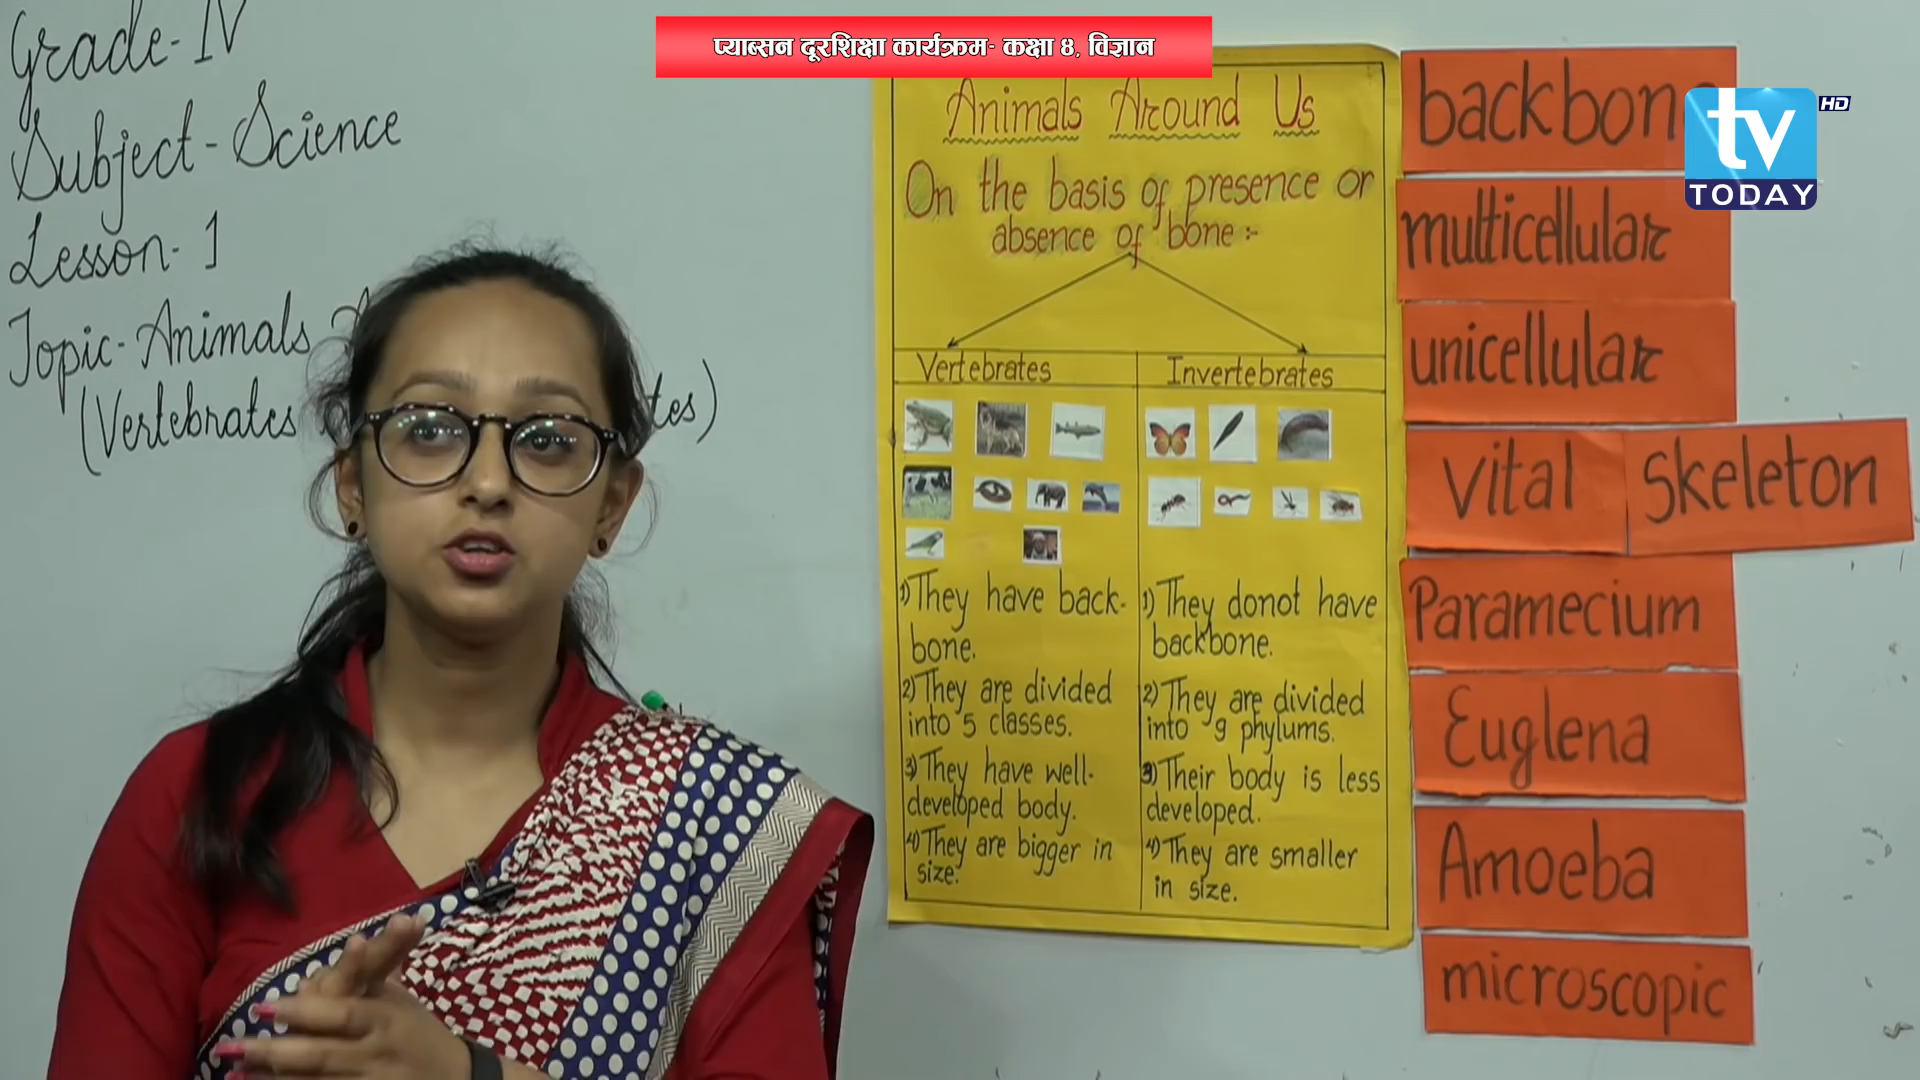 प्याब्सन दूरशिक्षा कार्यक्रम- कक्षा ४, विज्ञान
tv
TODAY
HD
Grade- IV
Subject - Science
Lesson- 1
Topic- Animals
(Vertebrates
tes)
Animals Around Us
On the basis of presence or
absence of bone :-
Vertebrates
Invertebrates
1) They have back-
bone.
2) They are divided
into 5 classes.
3) They have well-
developed body.
4) They are bigger in
size.
1) They donot have
backbone.
2) They are divided
into 9 phylums.
3) Their body is less
developed.
4) They are smaller
in size.
backbon
multicellular
unicellular
Vital
Skeleton
Paramecium
Euglena
Amoeba
microscopic